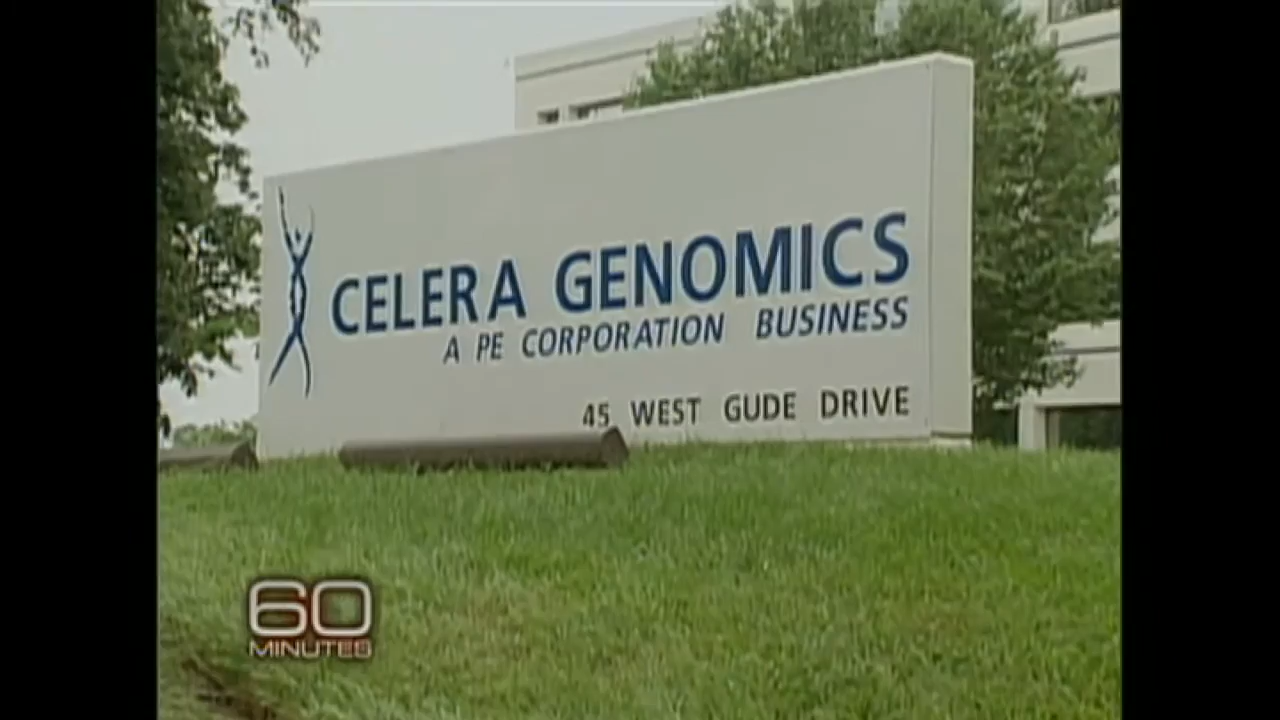 CELERA GENOMICS
A PE CORPORATION BUSINESS
45 WEST GUDE DRIVE
60
MINUTES